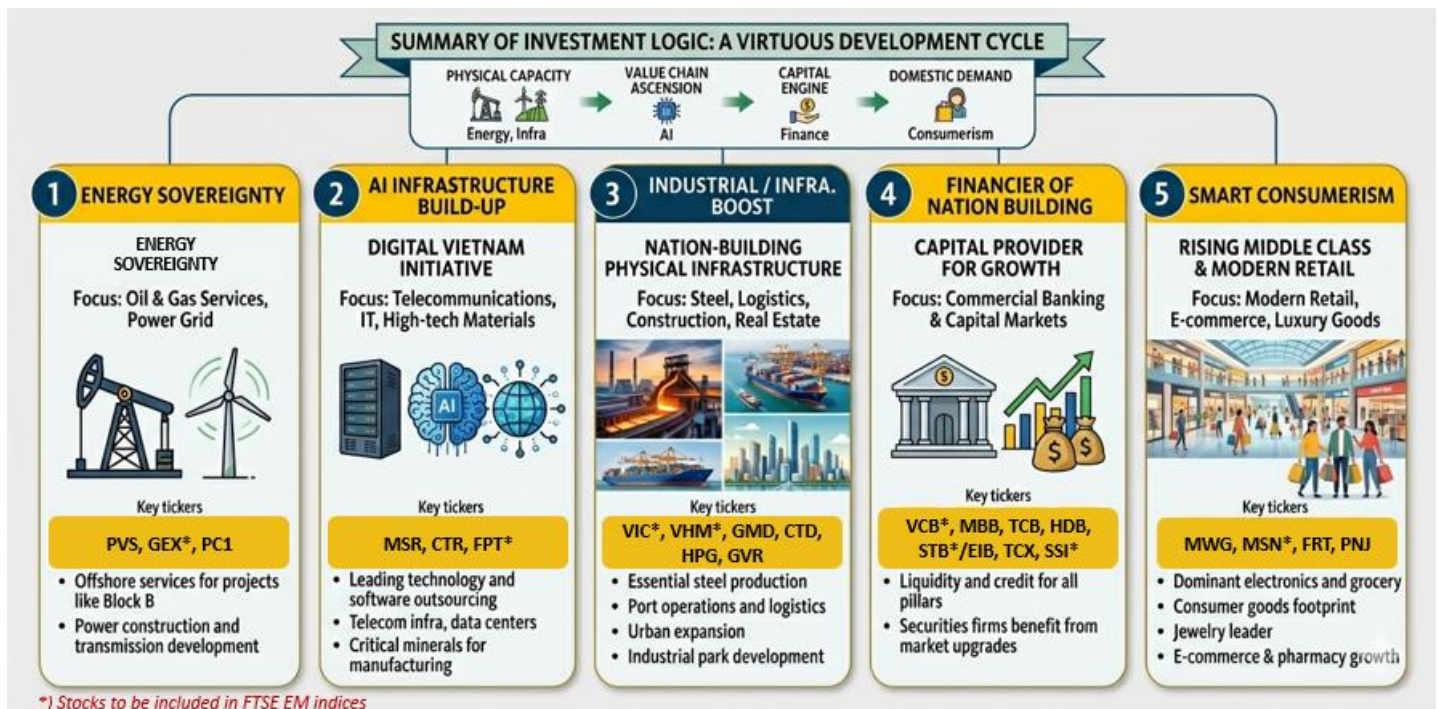 SUMMARY OF INVESTMENT LOGIC: A VIRTUOUS DEVELOPMENT CYCLE
PHYSICAL CAPACITY
Energy, Infra
VALUE CHAIN
ASCENSION
AI
CAPITAL
ENGINE
Finance
DOMESTIC DEMAND
Consumerism
1 ENERGY SOVEREIGNTY
ENERGY
SOVEREIGNTY
Focus: Oil & Gas Services,
Power Grid
Key tickers
PVS, GEX*, PC1
• Offshore services for projects
like Block B
• Power construction and
transmission development
2 AI INFRASTRUCTURE
BUILD-UP
DIGITAL VIETNAM
INITIATIVE
Focus: Telecommunications,
IT, High-tech Materials
AI
Key tickers
MSR, CTR, FPT*
• Leading technology and
software outsourcing
• Telecom infra, data centers
• Critical minerals for
manufacturing
3 INDUSTRIAL / INFRA.
BOOST
NATION-BUILDING
PHYSICAL INFRASTRUCTURE
Focus: Steel, Logistics,
Construction, Real Estate
Key tickers
VIC*, VHM*, GMD, CTD,
HPG, GVR
• Essential steel production
• Port operations and logistics
• Urban expansion
• Industrial park development
4 FINANCIER OF
NATION BUILDING
CAPITAL PROVIDER
FOR GROWTH
Focus: Commercial Banking
& Capital Markets
$
$ $
Key tickers
VCB*, MBB, TCB, HDB,
STB*/EIB, TCX, SSI*
• Liquidity and credit for all
pillars
• Securities firms benefit from
market upgrades
5 SMART CONSUMERISM
RISING MIDDLE CLASS
& MODERN RETAIL
Focus: Modern Retail,
E-commerce, Luxury Goods
Key tickers
MWG, MSN*, FRT, PNJ
• Dominant electronics and grocery
• Consumer goods footprint
• Jewelry leader
• E-commerce & pharmacy growth
*) Stocks to be included in FTSE EM indices